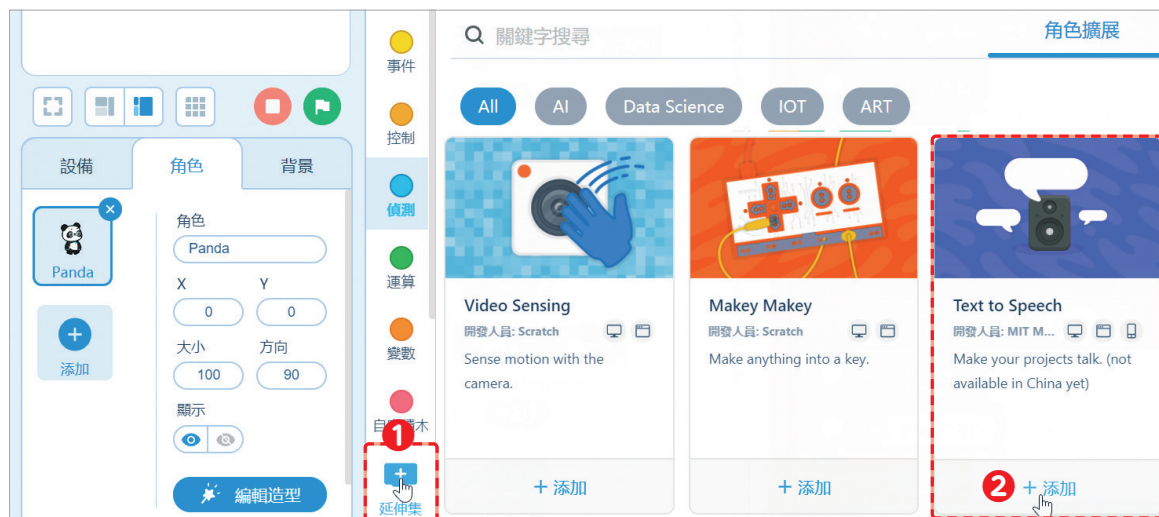 設備
角色
背景
Panda
添加
角色
Panda
X Y
0 0
大小 方向
100 90
顯示
編輯造型
事件
控制
偵測
運算
變數
1
延伸集
關鍵字搜尋
角色擴展
All AI Data Science IOT ART
Video Sensing
開發人員: Scratch
Sense motion with the
camera.
+ 添加
Makey Makey
開發人員: Scratch
Make anything into a key.
+ 添加
Text to Speech
開發人員: MIT M...
Make your projects talk. (not
available in China yet)
2 + 添加